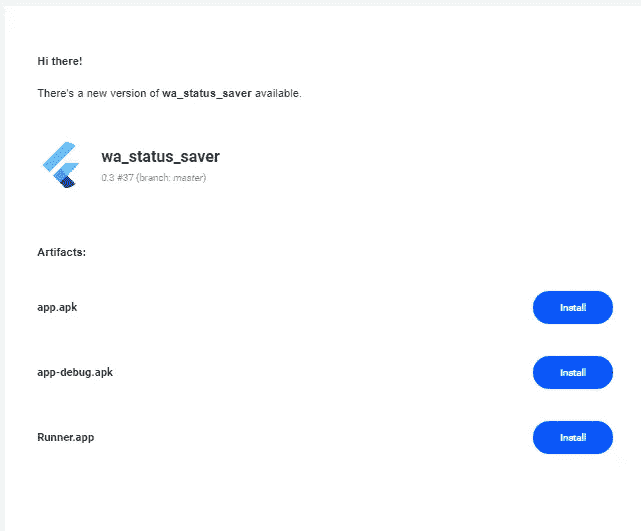 Hi there!
There's a new version of wa_status_saver available.
wa_status_saver
0.3 #37 (branch: master)
Artifacts:
app.apk
Install
app-debug.apk
Install
Runner.app
Install